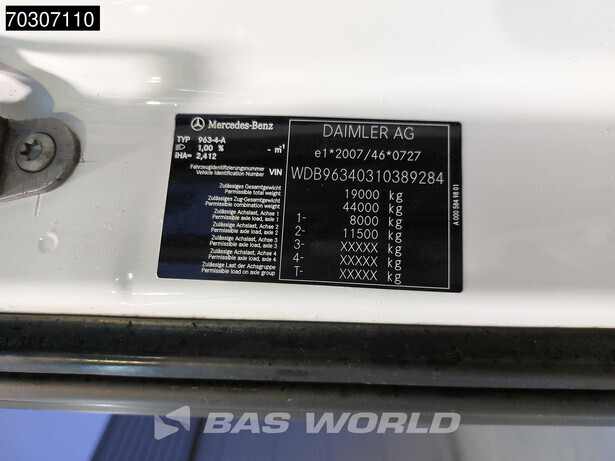 70307110
Mercedes-Benz
TYP 963-4-A
1,00 % - m⁻¹
iHA= 2,412
Fahrzeugidentifizierungsnummer
Vehicle Identification Number VIN
Zulässiges Gesamtgewicht
Permissible total weight
Zulässiges Zug-Gesamtgewicht
Permissible combination weight
Zulässige Achslast, Achse 1
Permissible axle load, axle 1
Zulässige Achslast, Achse 2
Permissible axle load, axle 2
Zulässige Achslast, Achse 3
Permissible axle load, axle 3
Zulässige Achslast, Achse 4
Permissible axle load, axle 4
Zulässige Last der Achsgruppe
Permissible load on axle group
DAIMLER AG
e1*2007/46*0727
WDB96340310389284
19000 kg
44000 kg
1- 8000 kg
2- 11500 kg
3- XXXXX kg
4- XXXXX kg
T- XXXXX kg
A 000 584 98 01
BAS WORLD